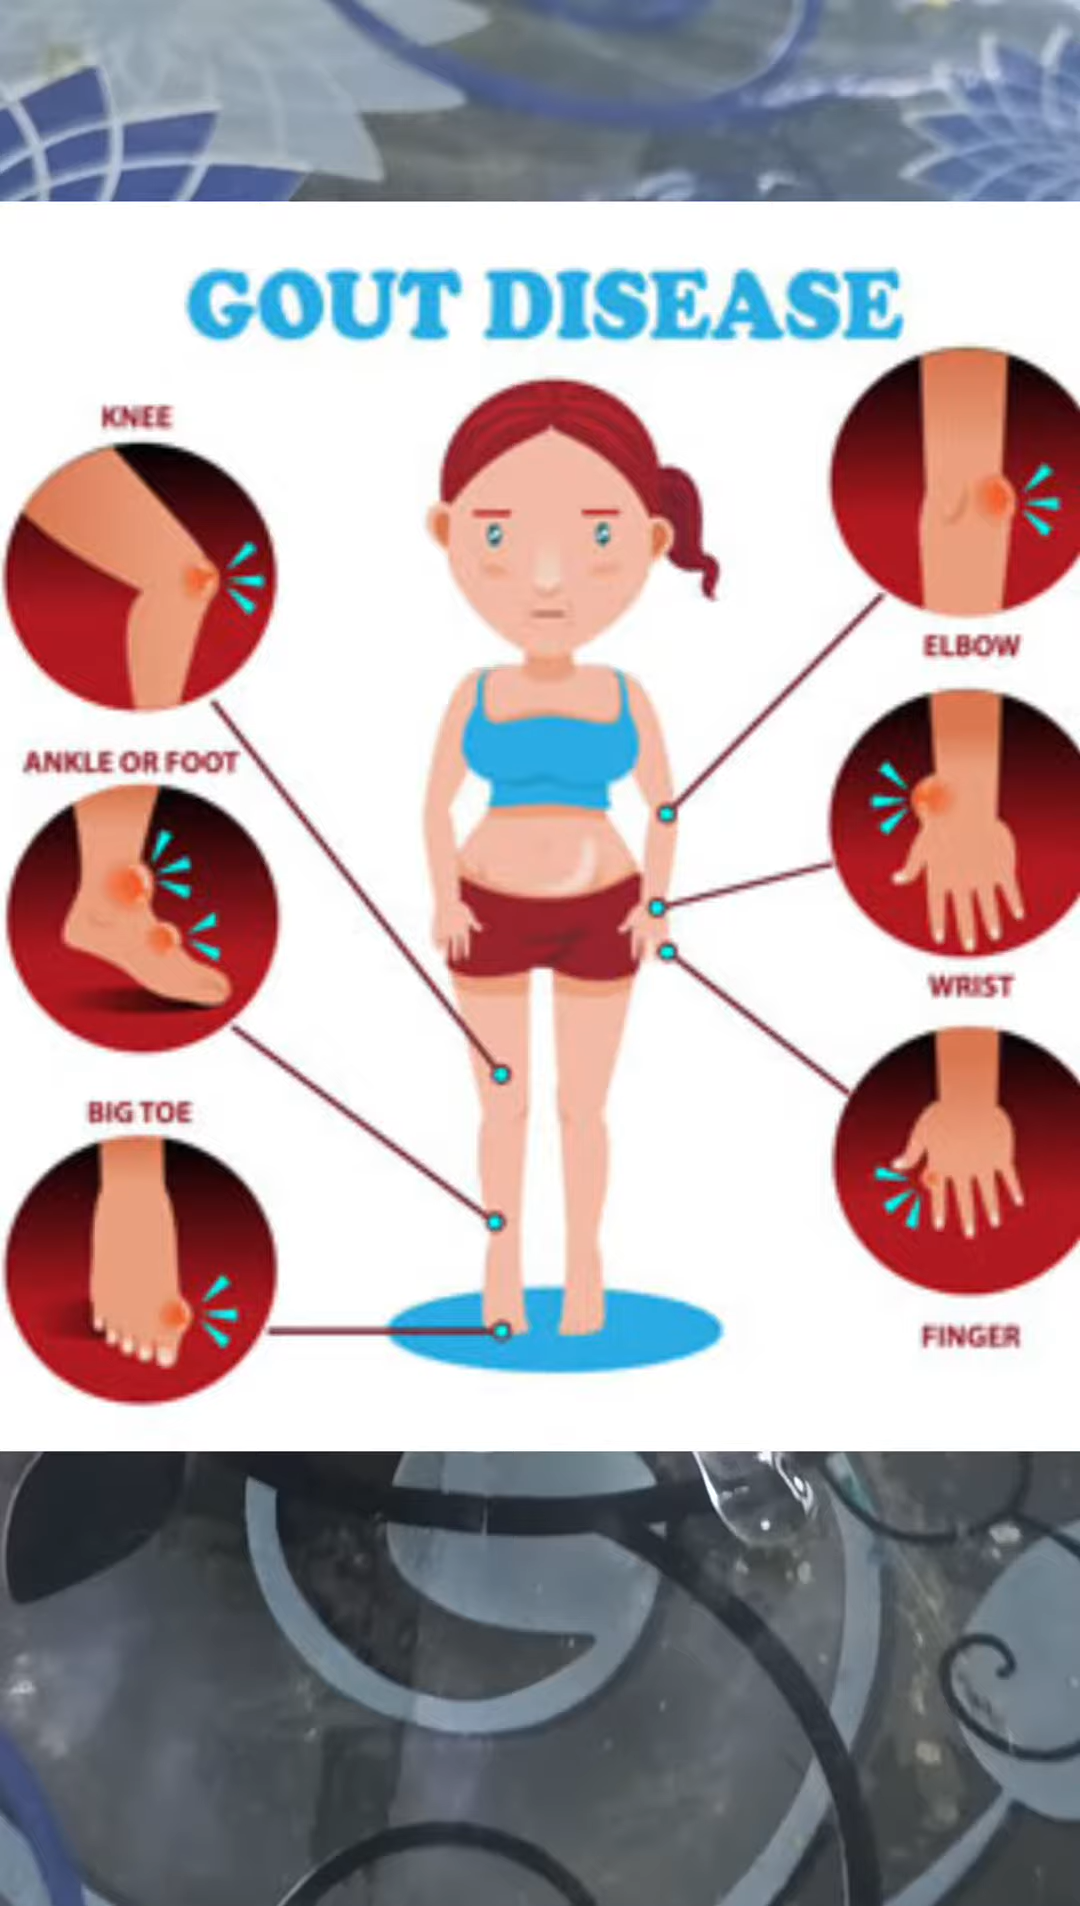 GOUT DISEASE
KNEE
ANKLE OR FOOT
BIG TOE
ELBOW
WRIST
FINGER